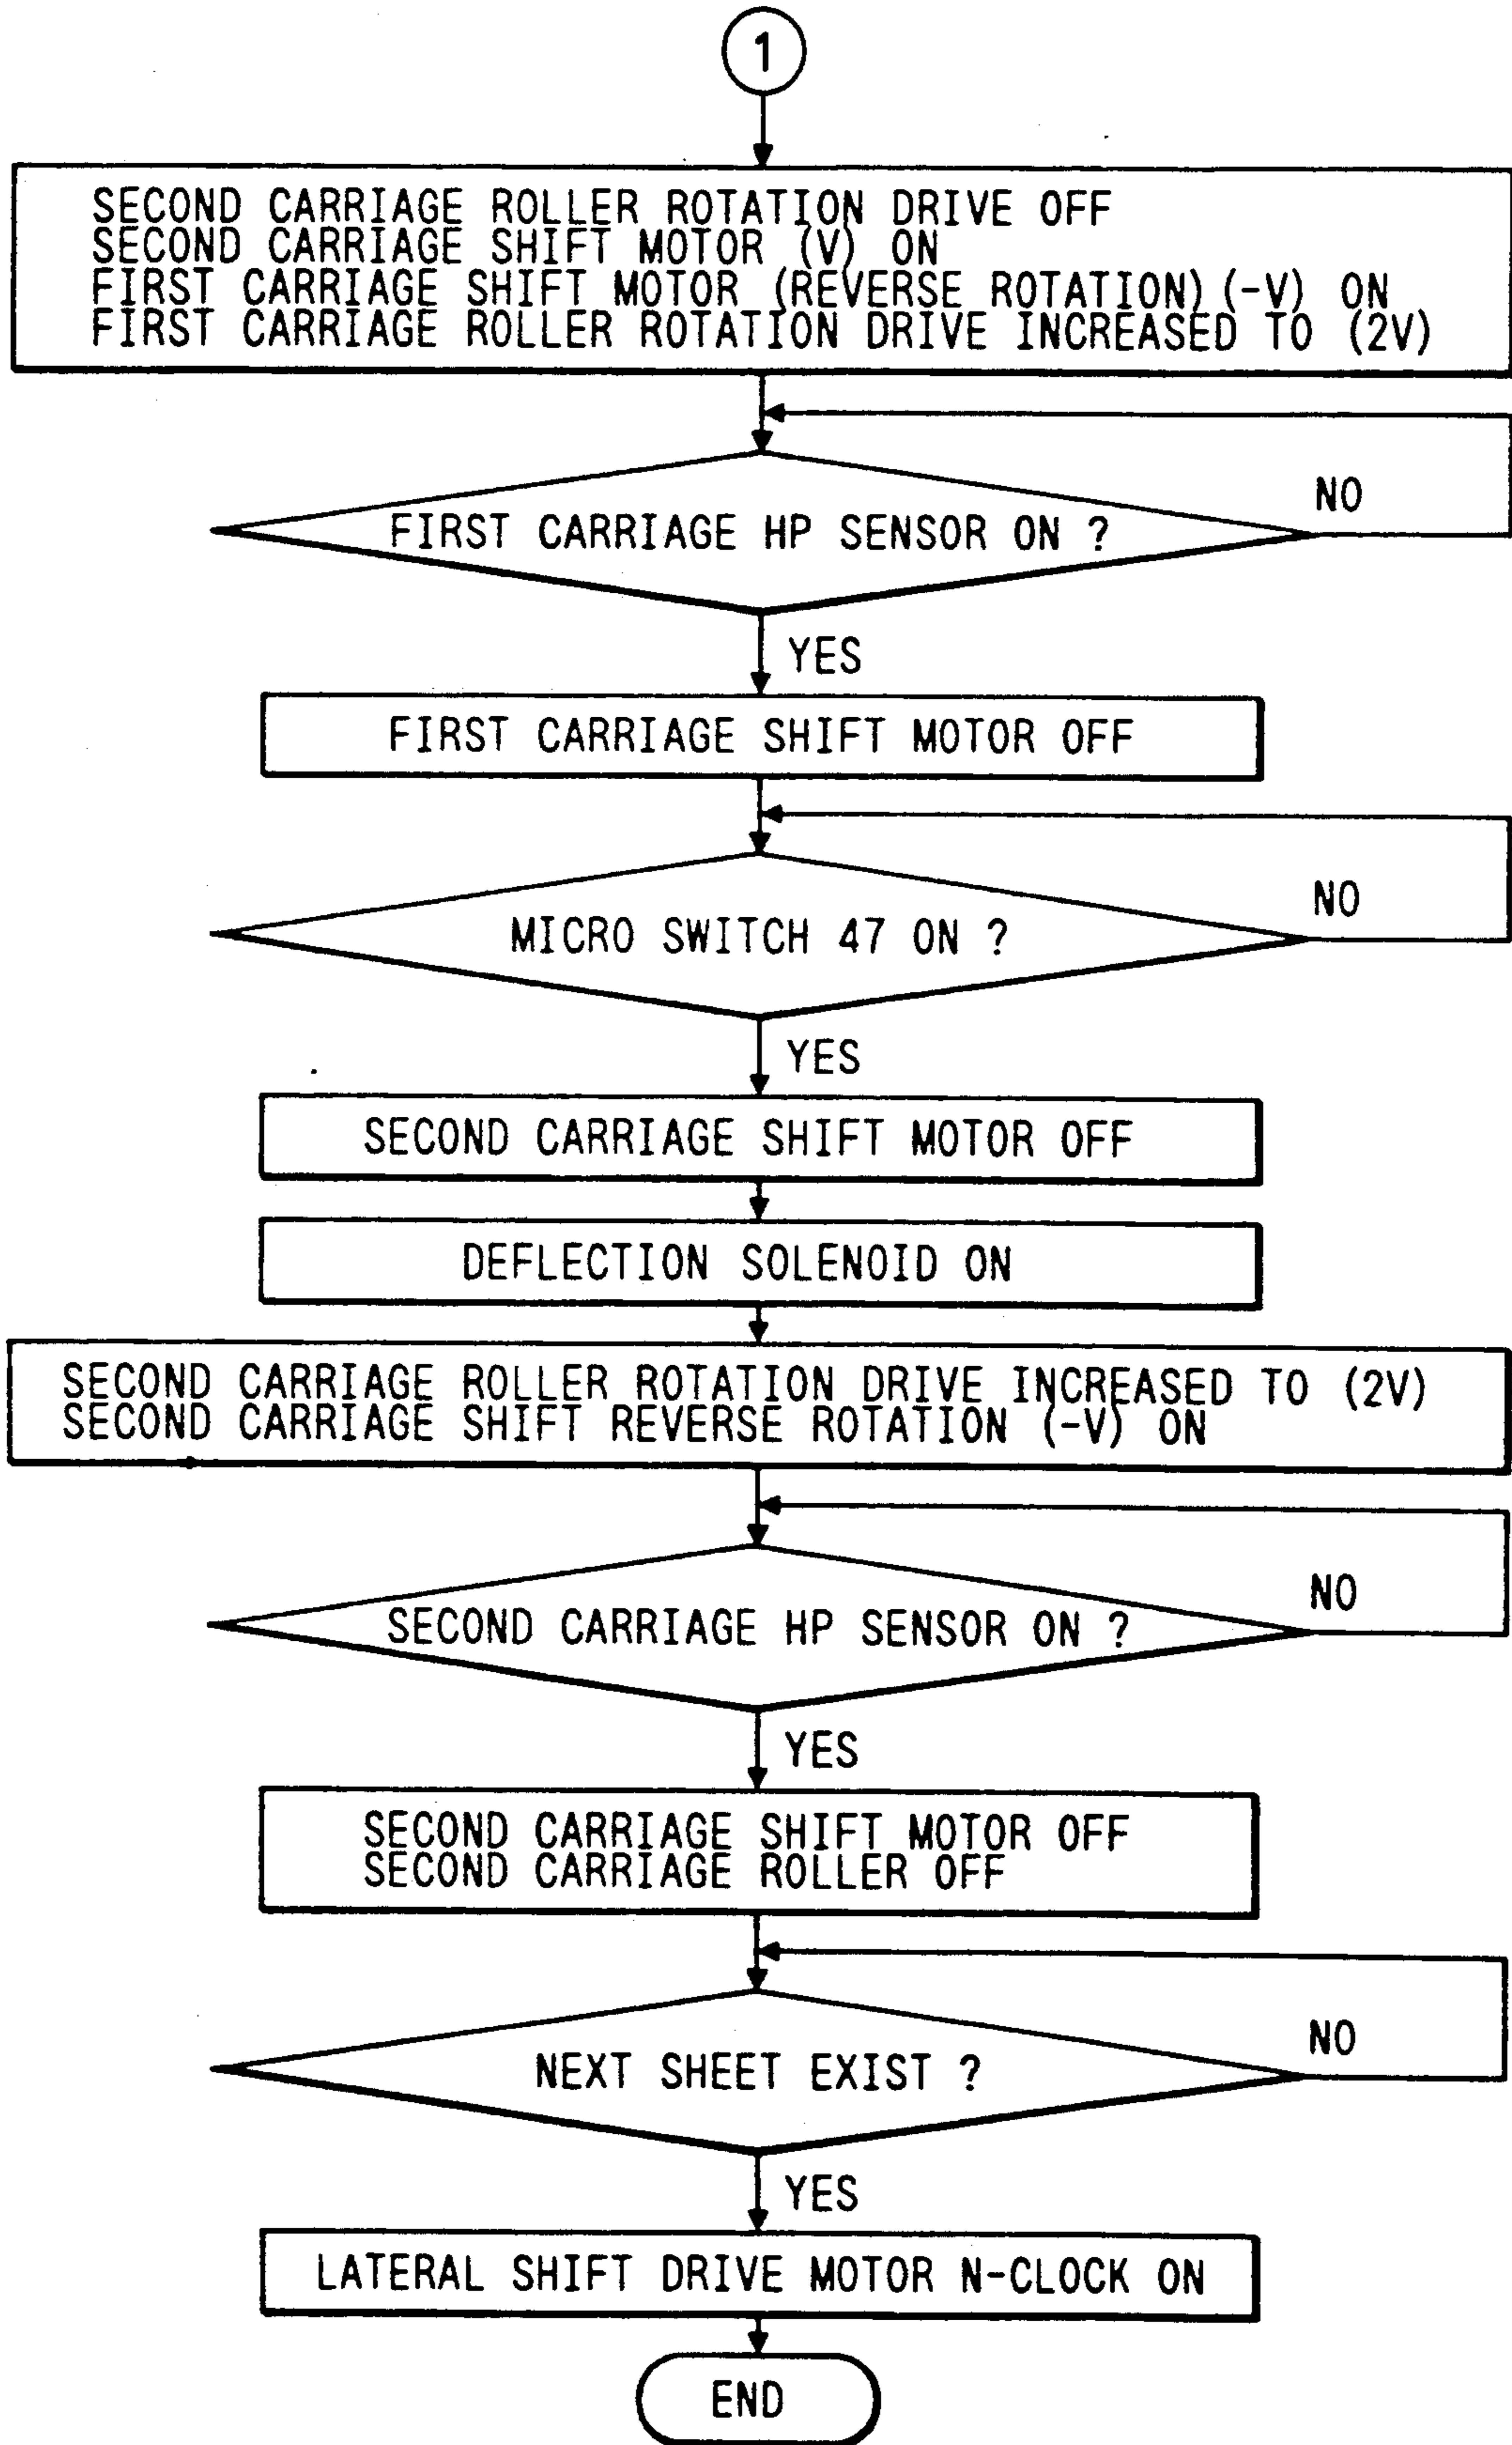 1
SECOND CARRIAGE ROLLER ROTATION DRIVE OFF
SECOND CARRIAGE SHIFT MOTOR (V) ON
FIRST CARRIAGE SHIFT MOTOR (REVERSE ROTATION)(-V) ON
FIRST CARRIAGE ROLLER ROTATION DRIVE INCREASED TO (2V)
NO
FIRST CARRIAGE HP SENSOR ON ?
YES
FIRST CARRIAGE SHIFT MOTOR OFF
NO
MICRO SWITCH 47 ON ?
YES
SECOND CARRIAGE SHIFT MOTOR OFF
DEFLECTION SOLENOID ON
SECOND CARRIAGE ROLLER ROTATION DRIVE INCREASED TO (2V)
SECOND CARRIAGE SHIFT REVERSE ROTATION (-V) ON
NO
SECOND CARRIAGE HP SENSOR ON ?
YES
SECOND CARRIAGE SHIFT MOTOR OFF
SECOND CARRIAGE ROLLER OFF
NO
NEXT SHEET EXIST ?
YES
LATERAL SHIFT DRIVE MOTOR N-CLOCK ON
END